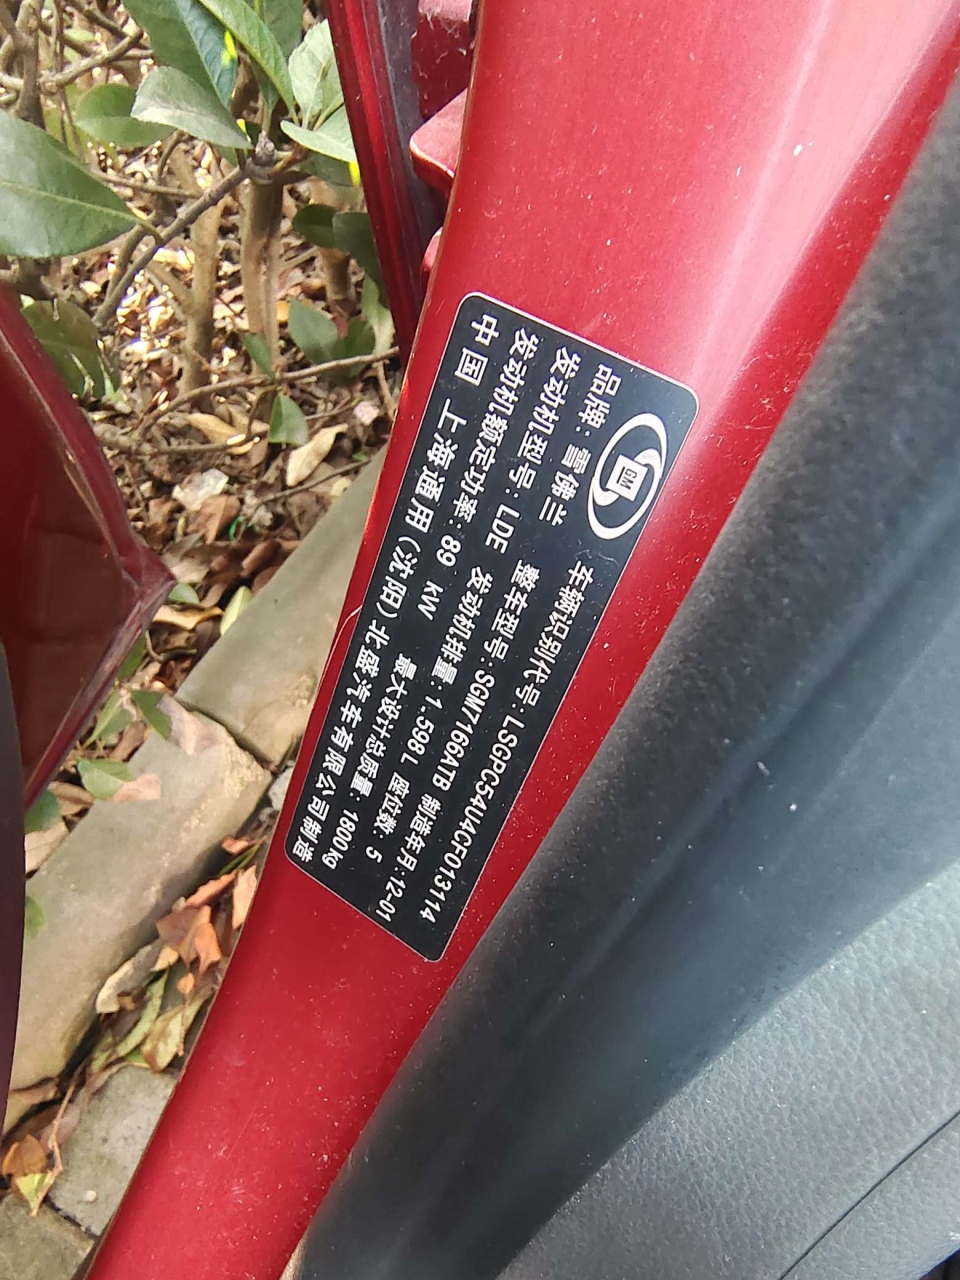 GM
品牌：雪佛兰 车辆识别代号：LSGPC54U4CF013114
发动机型号：LDE 整车型号：SGM7166ATB 制造年月：12-01
发动机额定功率：89 kW 发动机排量：1.598 L 座位数：5
最大设计总质量：1800kg
中国 上海通用（沈阳）北盛汽车有限公司制造